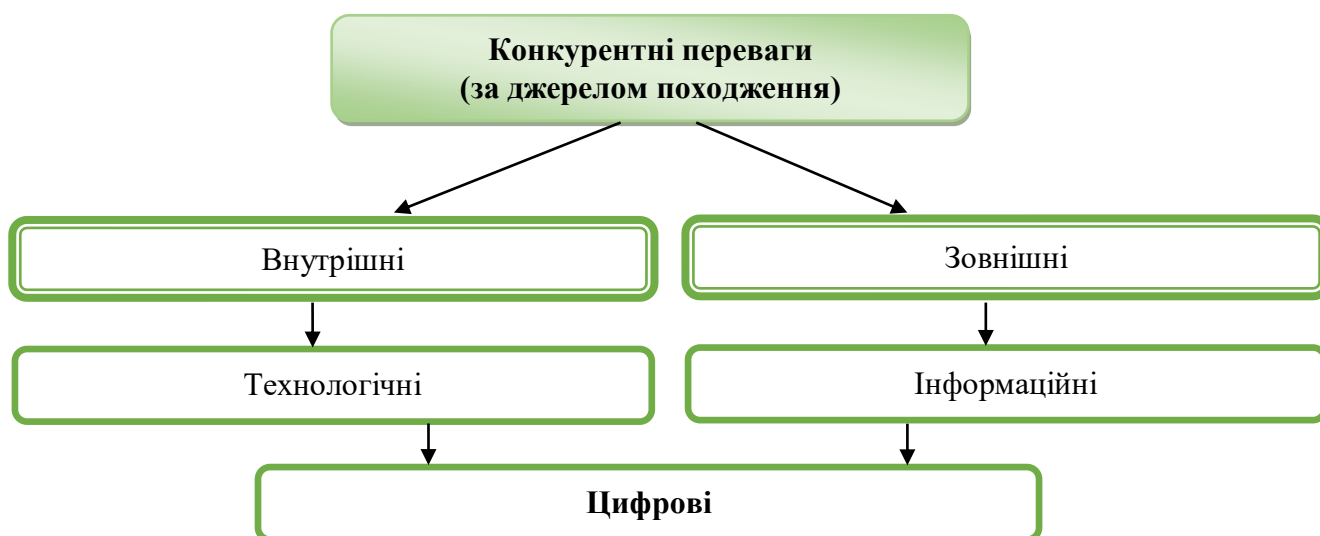 Конкурентні переваги
(за джерелом походження)
Внутрішні
Зовнішні
Технологічні
Інформаційні
Цифрові